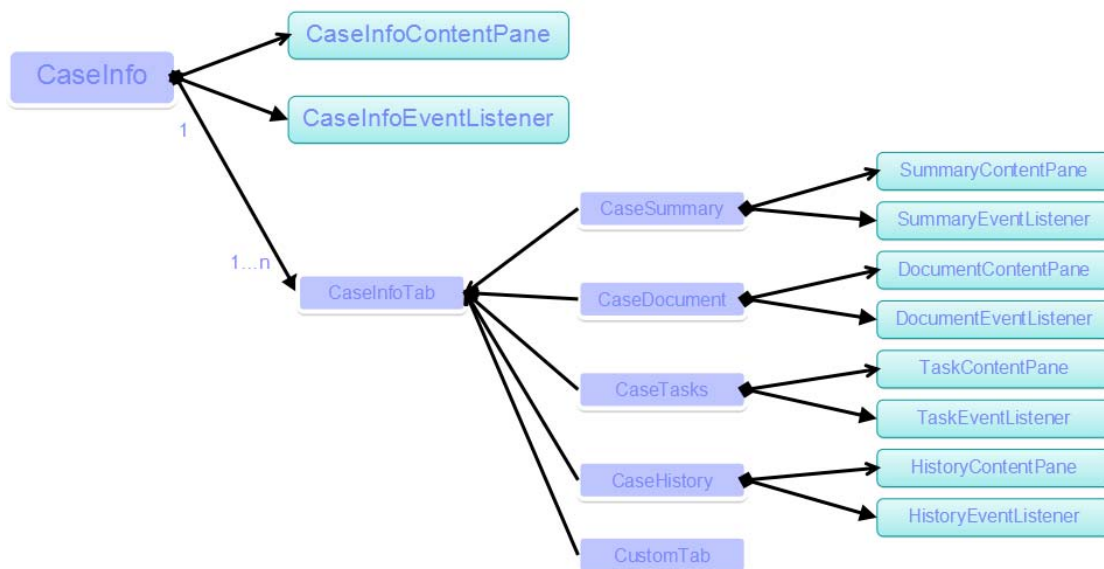 CaseInfo
CaseInfoContentPane
CaseInfoEventListener
1
1...n
CaseInfoTab
CaseSummary
SummaryContentPane
SummaryEventListener
CaseDocument
DocumentContentPane
DocumentEventListener
CaseTasks
TaskContentPane
TaskEventListener
CaseHistory
HistoryContentPane
HistoryEventListener
CustomTab